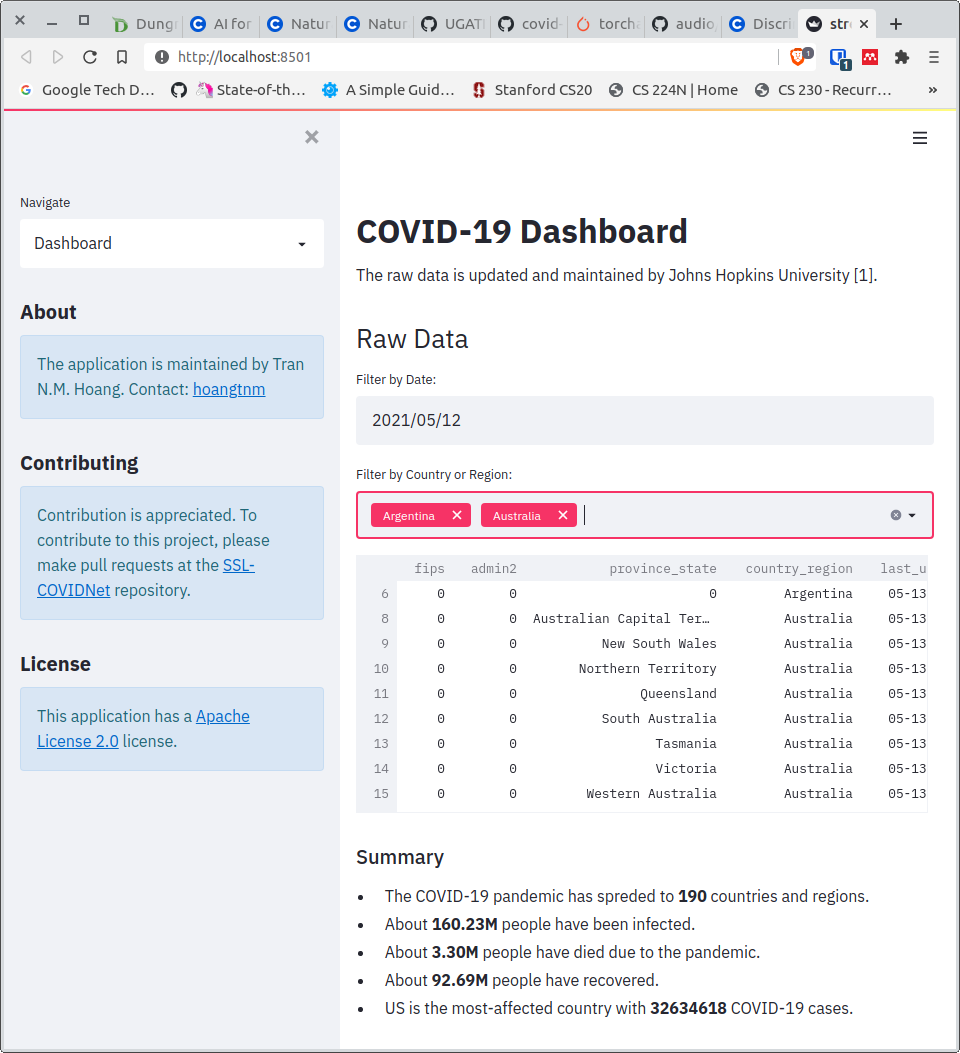 Dung
AI for
Natur
Natur
UGAT
covid-
torcha
audio,
Discri
str
http://localhost:8501
1
1
Google Tech D...
State-of-th...
A Simple Guid...
Stanford CS20
CS 224N | Home
CS 230 - Recurr...
»
Navigate
Dashboard
About
The application is maintained by Tran
N.M. Hoang. Contact: hoangtnm
Contributing
Contribution is appreciated. To
contribute to this project, please
make pull requests at the SSL-
COVIDNet repository.
License
This application has a Apache
License 2.0 license.
COVID-19 Dashboard
The raw data is updated and maintained by Johns Hopkins University [1].
Raw Data
Filter by Date:
2021/05/12
Filter by Country or Region:
Argentina Australia
fips admin2 province_state country_region last_u
6 0 0 0 Argentina 05-13
8 0 0 Australian Capital Ter… Australia 05-13
9 0 0 New South Wales Australia 05-13
10 0 0 Northern Territory Australia 05-13
11 0 0 Queensland Australia 05-13
12 0 0 South Australia Australia 05-13
13 0 0 Tasmania Australia 05-13
14 0 0 Victoria Australia 05-13
15 0 0 Western Australia Australia 05-13
Summary
• The COVID-19 pandemic has spreded to 190 countries and regions.
• About 160.23M people have been infected.
• About 3.30M people have died due to the pandemic.
• About 92.69M people have recovered.
• US is the most-affected country with 32634618 COVID-19 cases.